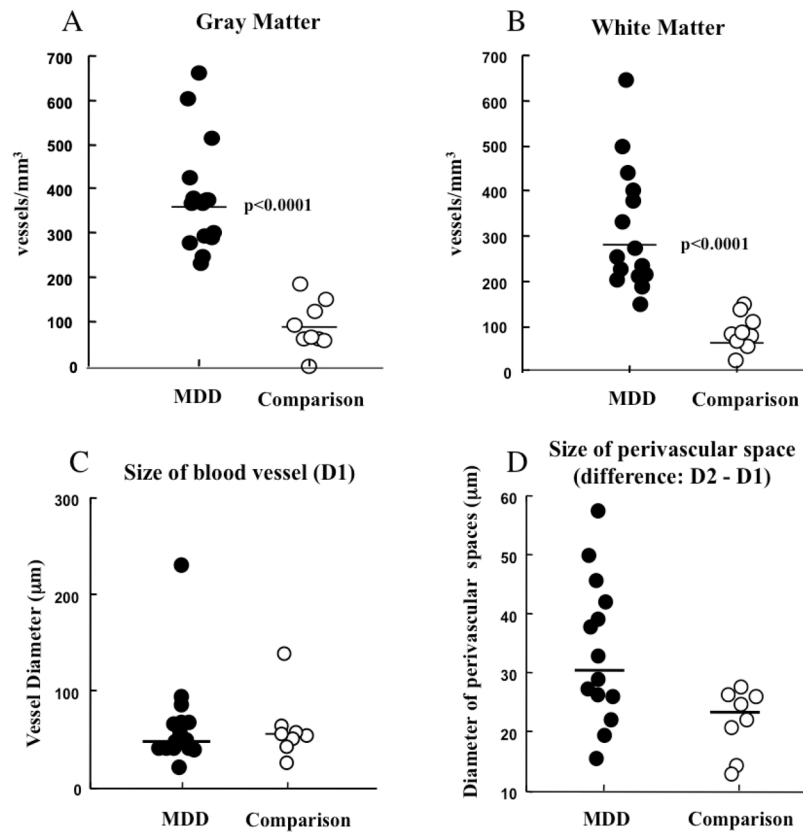 A
Gray Matter
700
600
500
400
300
200
100
0
vessels/mm³
p<0.0001
MDD
Comparison
B
White Matter
700
600
500
400
300
200
100
0
vessels/mm³
p<0.0001
MDD
Comparison
C
Size of blood vessel (D1)
300
200
100
0
Vessel Diameter (μm)
MDD
Comparison
D
Size of perivascular space
(difference: D2 - D1)
60
50
40
30
20
10
Diameter of perivascular spaces (μm)
MDD
Comparison